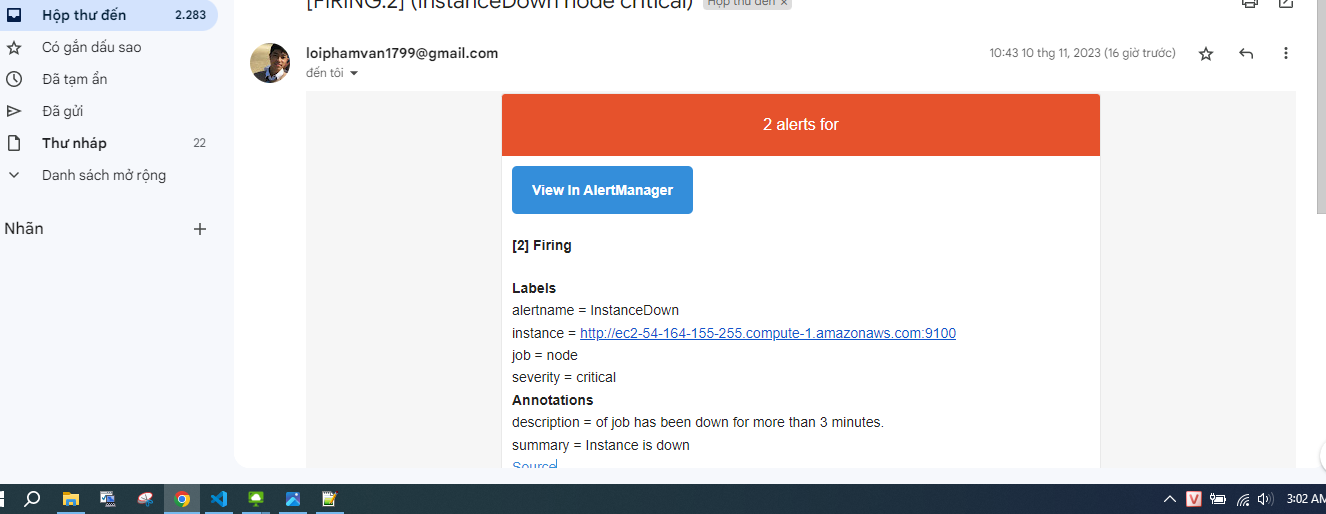 [FIRING:2] (InstanceDown node critical) Hộp thư đến ×
Hộp thư đến 2.283
Có gắn dấu sao
Đã tạm ẩn
Đã gửi
Thư nháp 22
Danh sách mở rộng
Nhãn
loiphamvan1799@gmail.com 10:43 10 thg 11, 2023 (16 giờ trước)
đến tôi
2 alerts for
View In AlertManager
[2] Firing
Labels
alertname = InstanceDown
instance = http://ec2-54-164-155-255.compute-1.amazonaws.com:9100
job = node
severity = critical
Annotations
description = of job has been down for more than 3 minutes.
summary = Instance is down
Source
V 3:02 AM